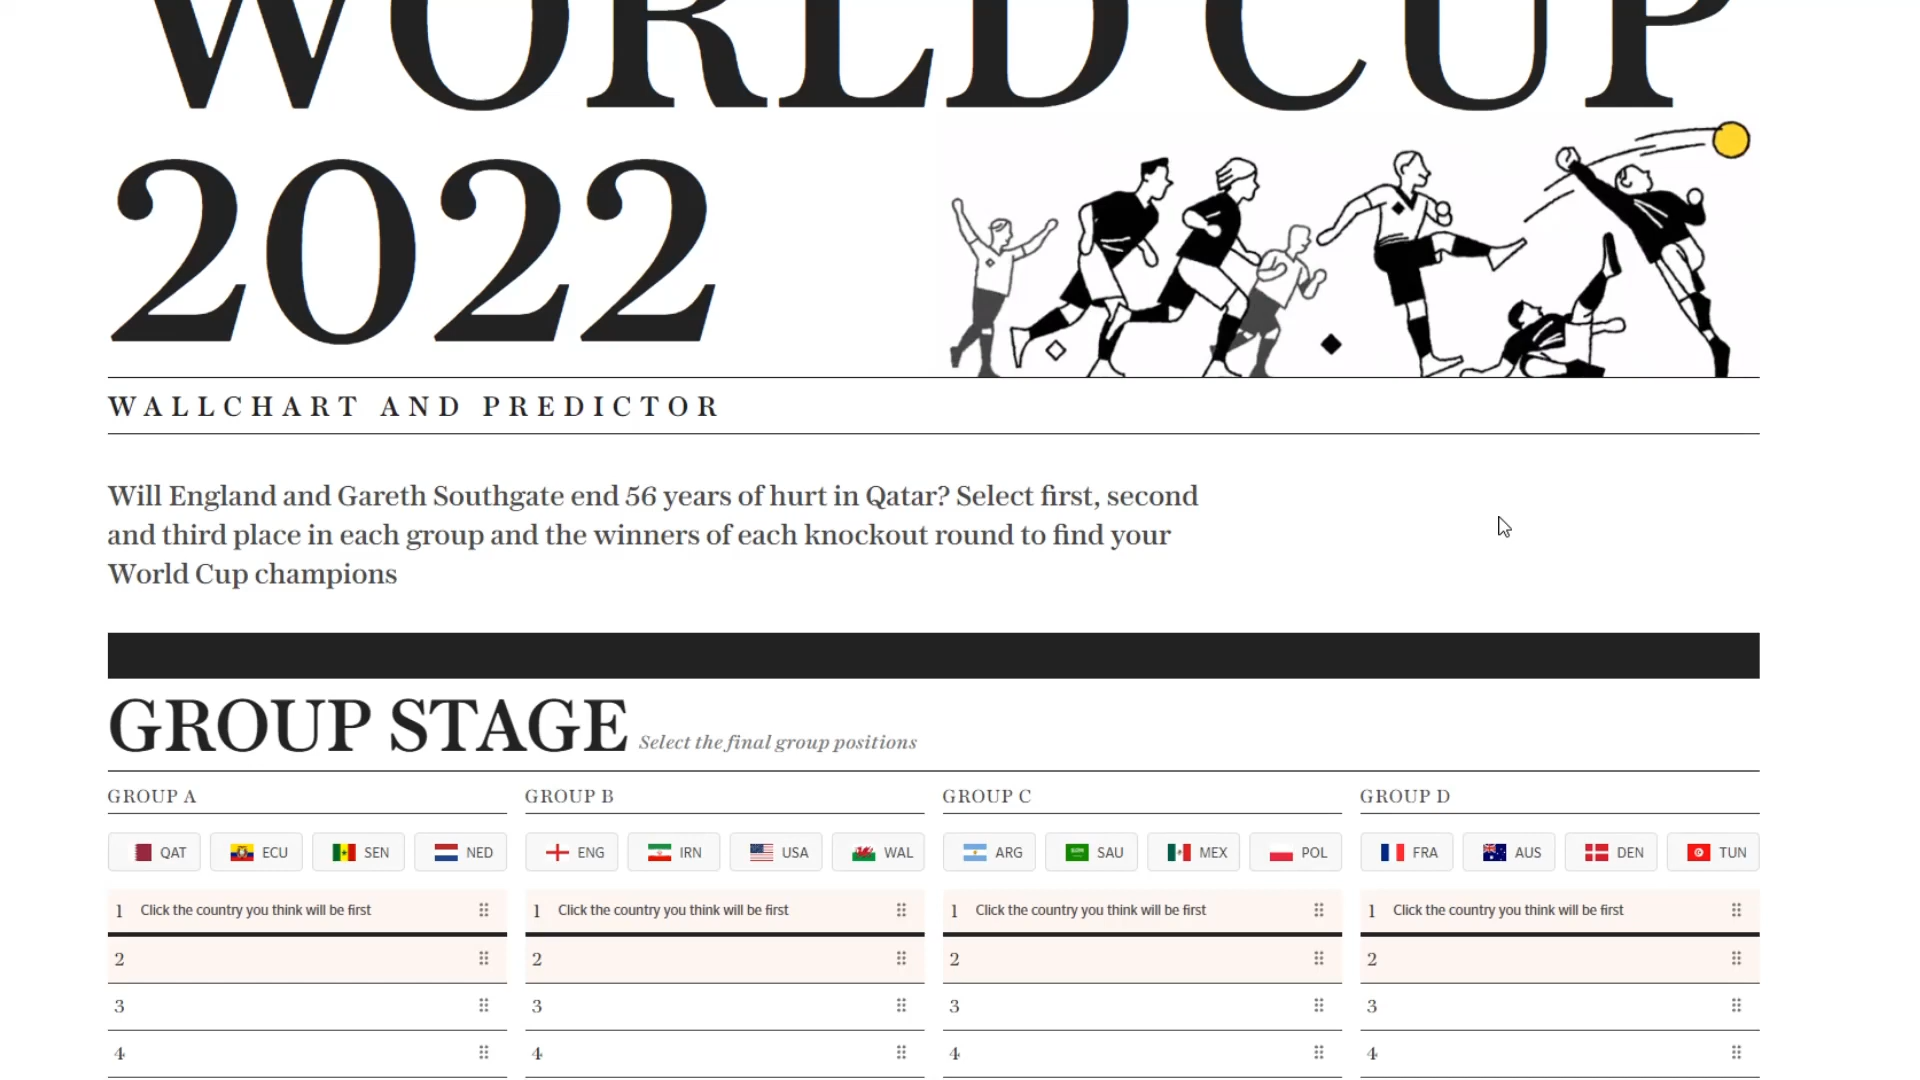 WORLD CUP
2022
WALLCHART AND PREDICTOR
Will England and Gareth Southgate end 56 years of hurt in Qatar? Select first, second
and third place in each group and the winners of each knockout round to find your
World Cup champions
GROUP STAGE Select the final group positions
GROUP A GROUP B GROUP C GROUP D
QAT ECU SEN NED ENG IRN USA WAL ARG SAU MEX POL FRA AUS DEN TUN
1 Click the country you think will be first 1 Click the country you think will be first 1 Click the country you think will be first 1 Click the country you think will be first
2 2 2 2
3 3 3 3
4 4 4 4